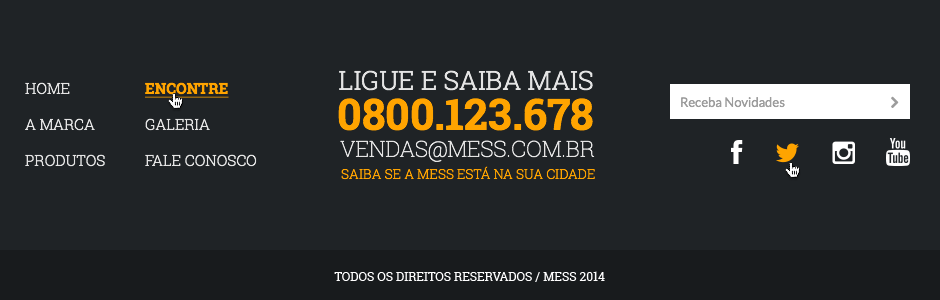 HOME
A MARCA
PRODUTOS
ENCONTRE
GALERIA
FALE CONOSCO
LIGUE E SAIBA MAIS
0800.123.678
VENDAS@MESS.COM.BR
SAIBA SE A MESS ESTÁ NA SUA CIDADE
Receba Novidades
You
Tube
TODOS OS DIREITOS RESERVADOS / MESS 2014